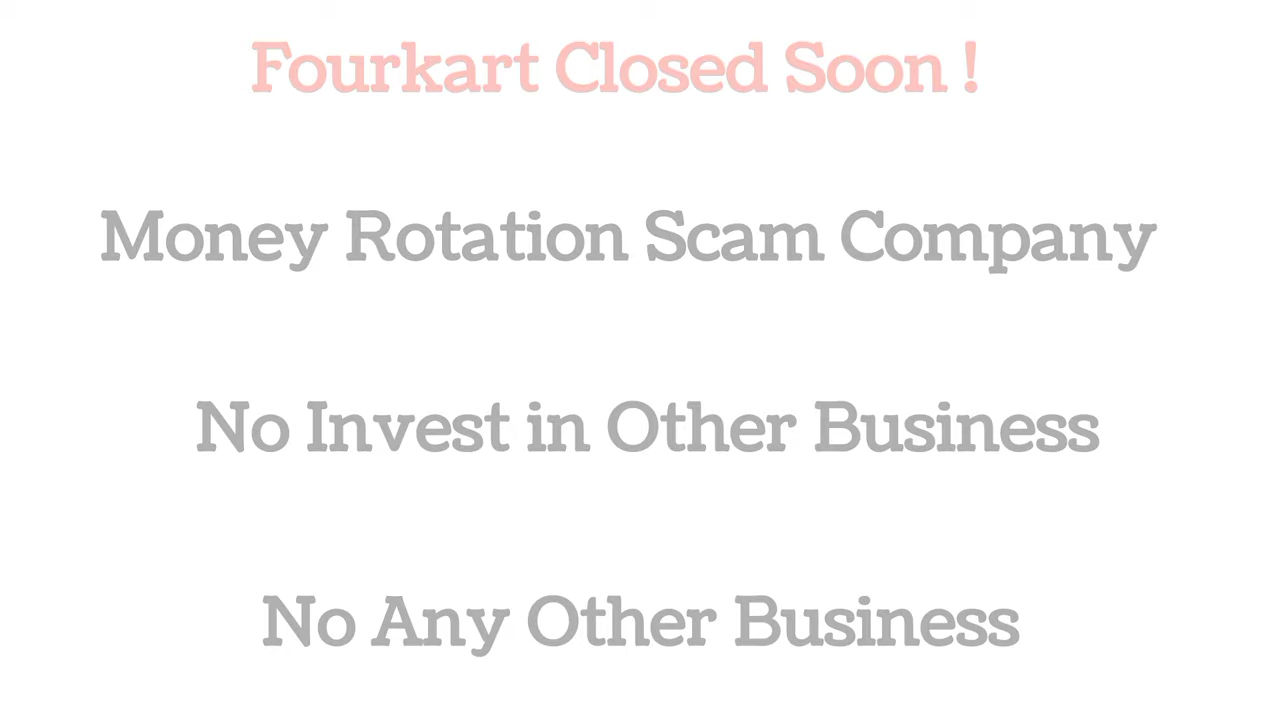 Fourkart Closed Soon !
Money Rotation Scam Company
No Invest in Other Business
No Any Other Business